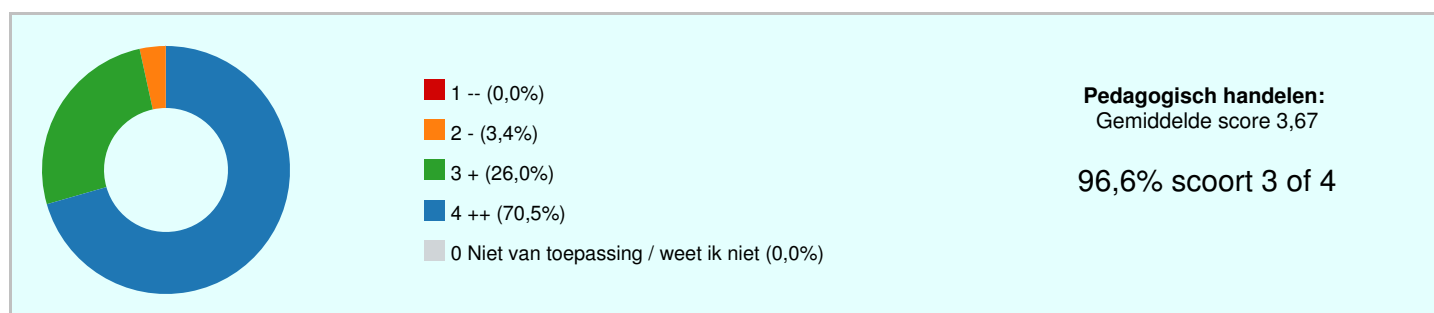 1 -- (0,0%)
2 - (3,4%)
3 + (26,0%)
4 ++ (70,5%)
0 Niet van toepassing / weet ik niet (0,0%)
Pedagogisch handelen:
Gemiddelde score 3,67
96,6% scoort 3 of 4